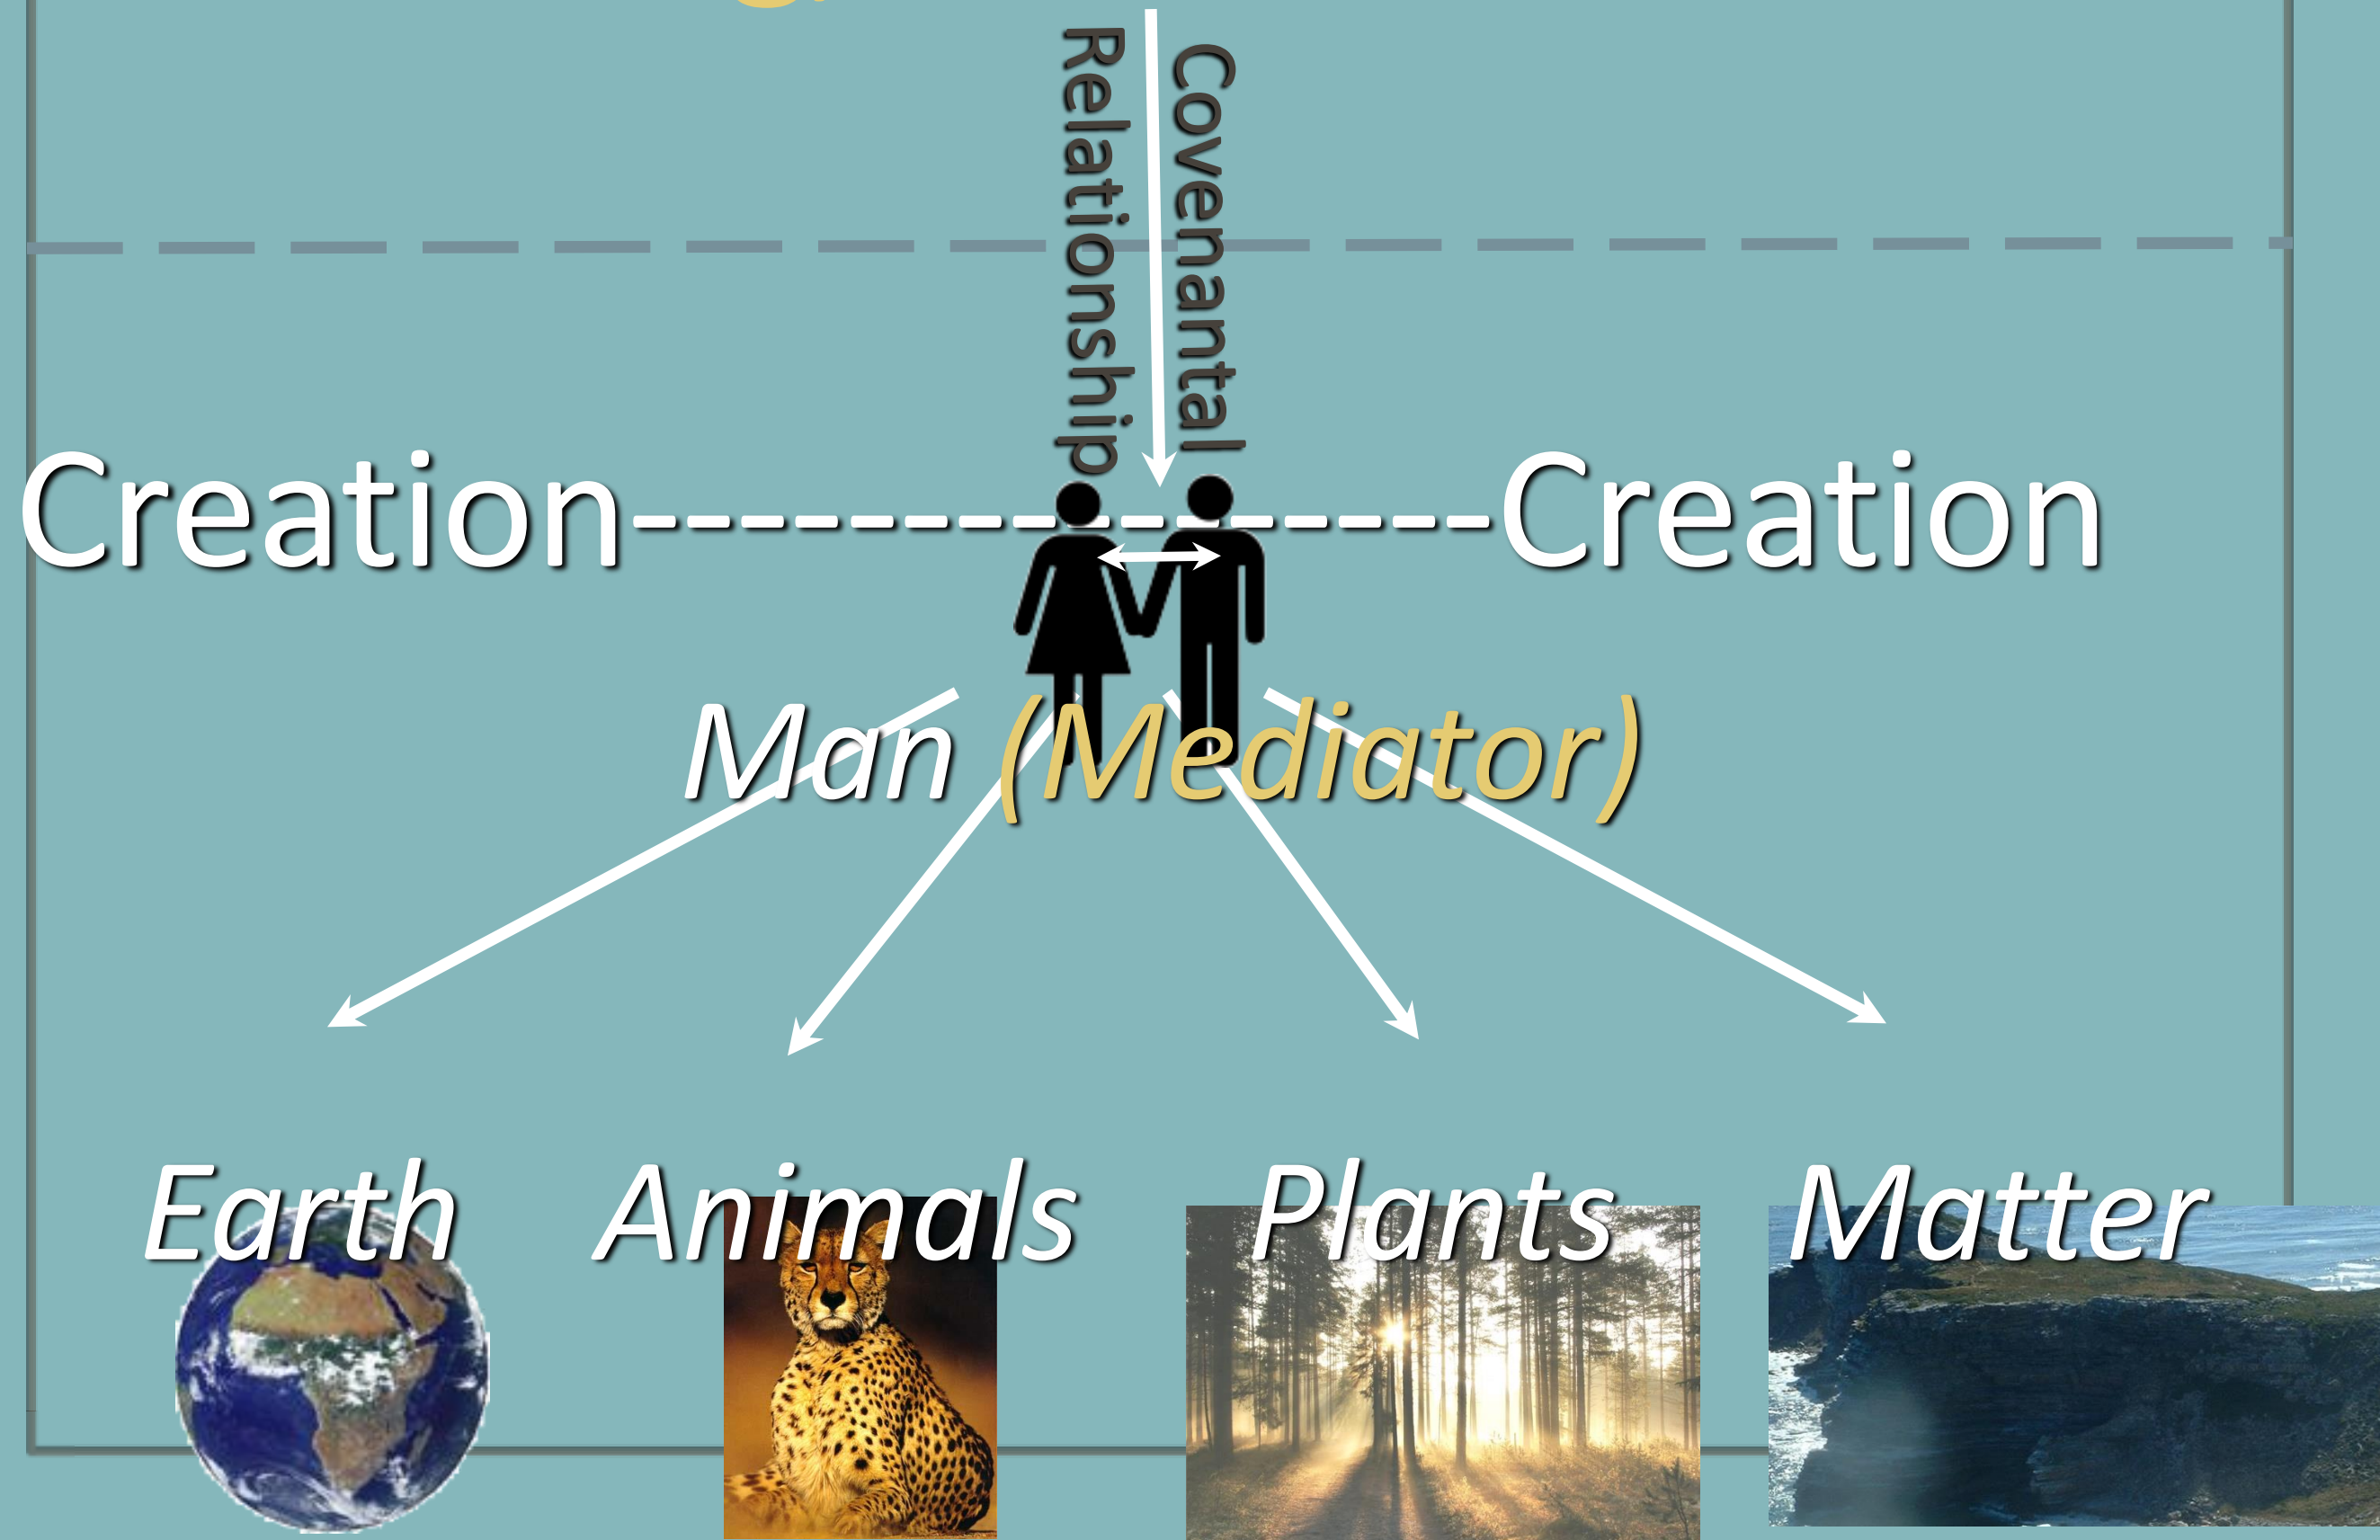 Covenantal
Relationship
Creation----------------Creation
Man (Mediator)
Earth Animals Plants Matter